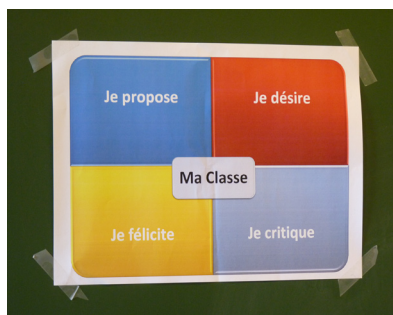 Je propose
Je désire
Ma Classe
Je félicite
Je critique